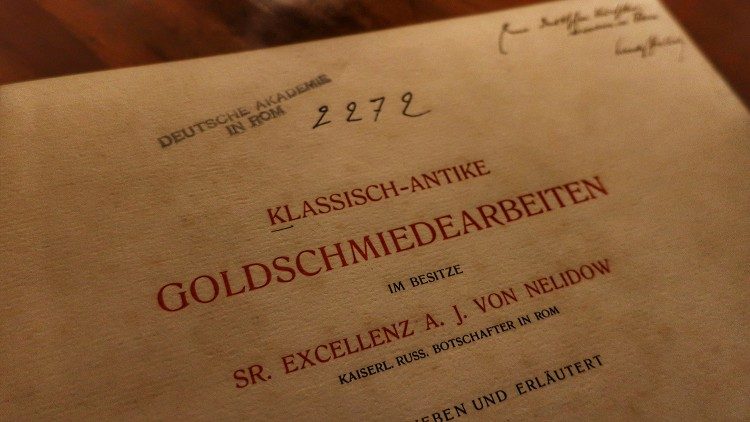 DEUTSCHE AKADEMIE
IN ROM
2272
KLASSISCH-ANTIKE
GOLDSCHMIEDEARBEITEN
IM BESITZE
SR. EXCELLENZ A. J. VON NELIDOW
KAISERL. RUSS. BOTSCHAFTER IN ROM
UND ERLÄUTERT